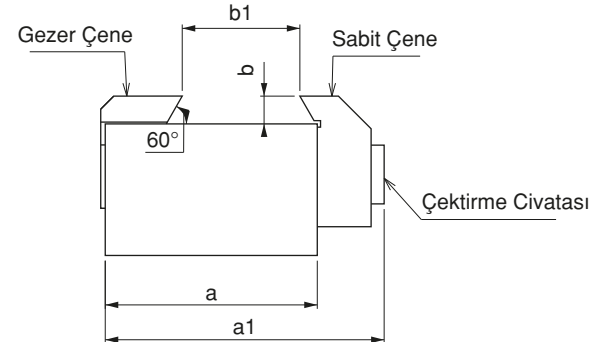 b1
Gezer Çene
Sabit Çene
b
60°
Çektirme Civatası
a
a1